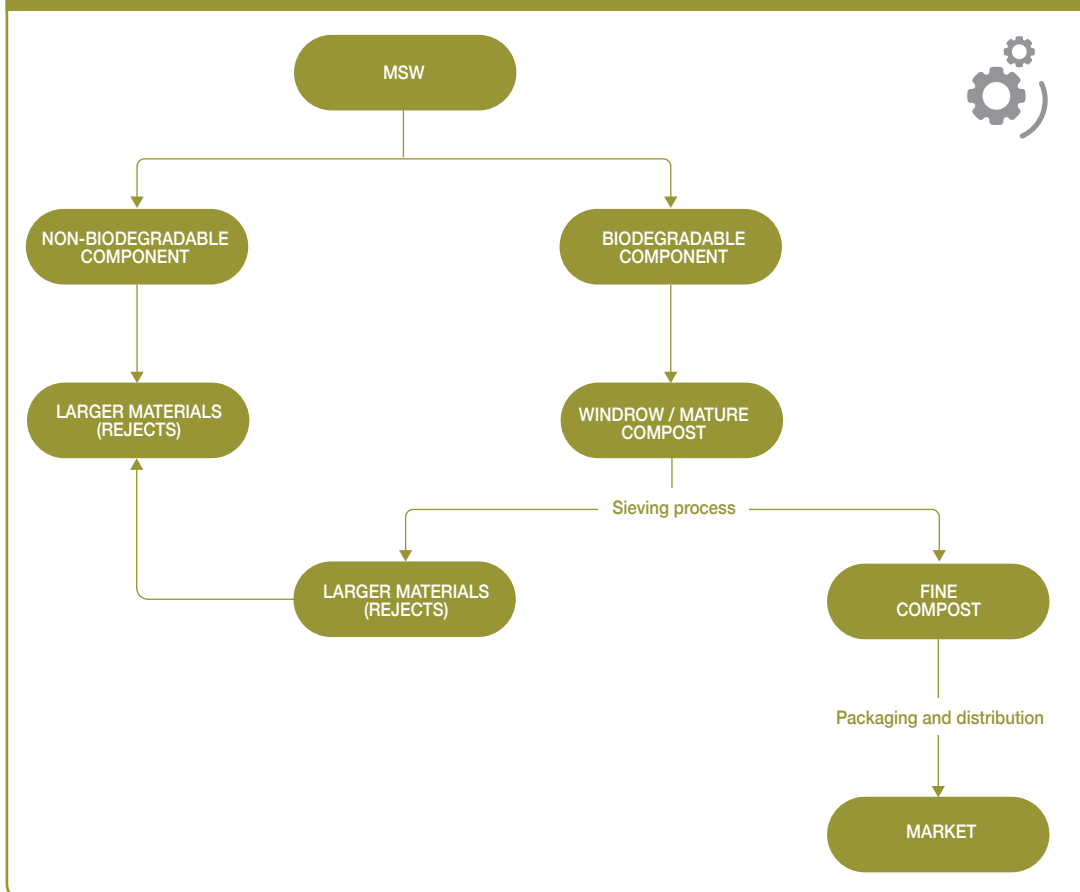 MSW
NON-BIODEGRADABLE
COMPONENT
BIODEGRADABLE
COMPONENT
LARGER MATERIALS
(REJECTS)
WINDROW / MATURE
COMPOST
Sieving process
LARGER MATERIALS
(REJECTS)
FINE
COMPOST
Packaging and distribution
MARKET